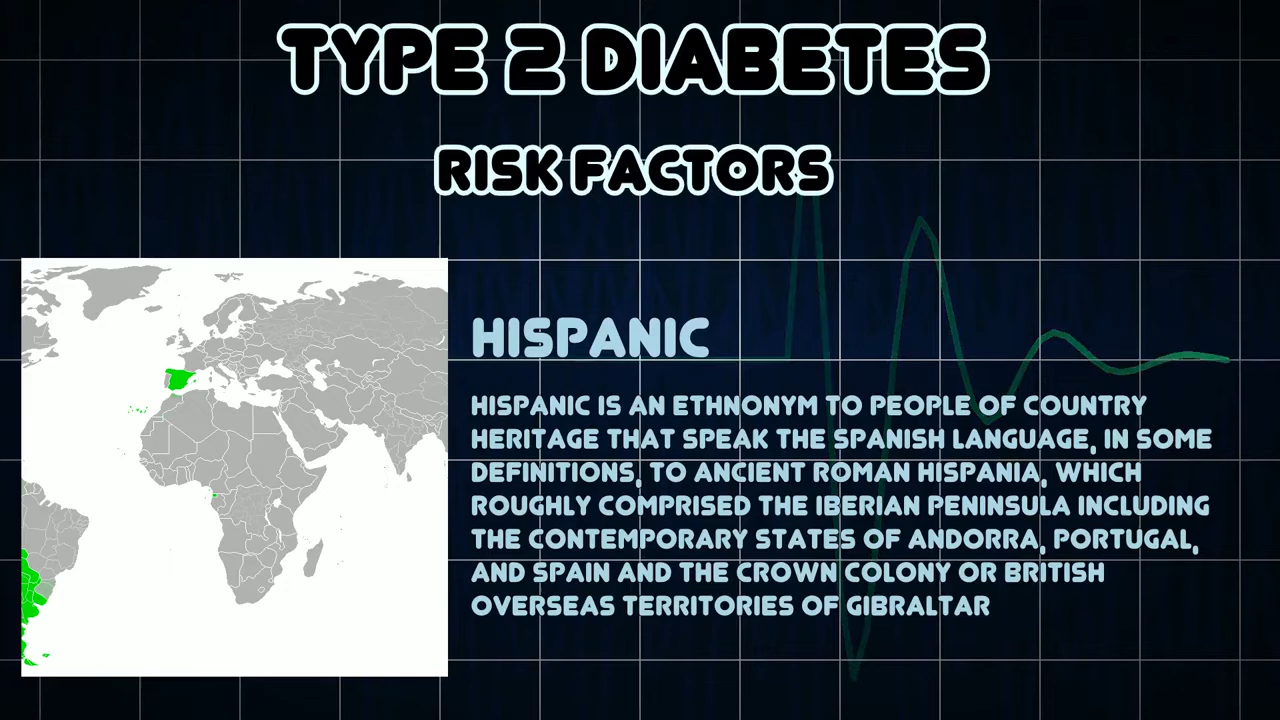 TYPE 2 DIABETES
RISK FACTORS
HISPANIC
HISPANIC IS AN ETHNONYM TO PEOPLE OF COUNTRY
HERITAGE THAT SPEAK THE SPANISH LANGUAGE, IN SOME
DEFINITIONS, TO ANCIENT ROMAN HISPANIA, WHICH
ROUGHLY COMPRISED THE IBERIAN PENINSULA INCLUDING
THE CONTEMPORARY STATES OF ANDORRA, PORTUGAL,
AND SPAIN AND THE CROWN COLONY OR BRITISH
OVERSEAS TERRITORIES OF GIBRALTAR